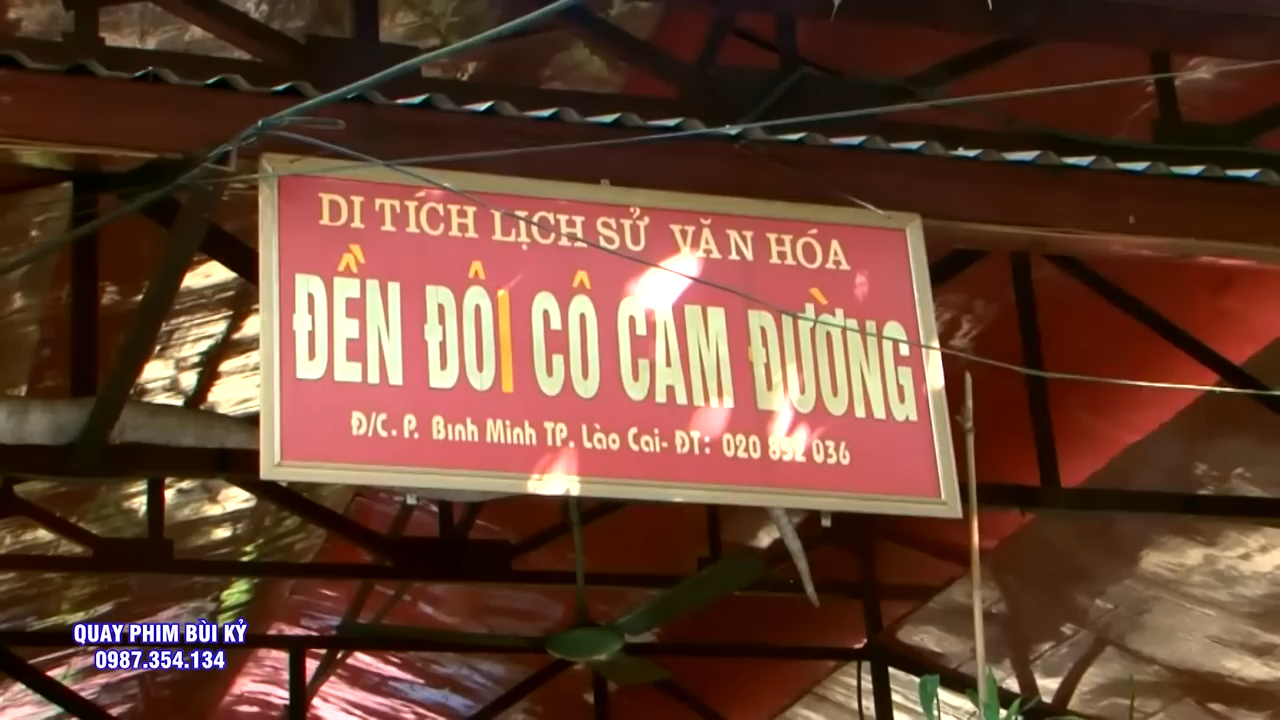 DI TÍCH LỊCH SỬ VĂN HÓA
ĐỀN ĐÔI CÔ CAM ĐƯỜNG
Đ/C. P. Bình Minh TP. Lào Cai- ĐT: 020 852 036
QUAY PHIM BÙI KỶ
0987.354.134